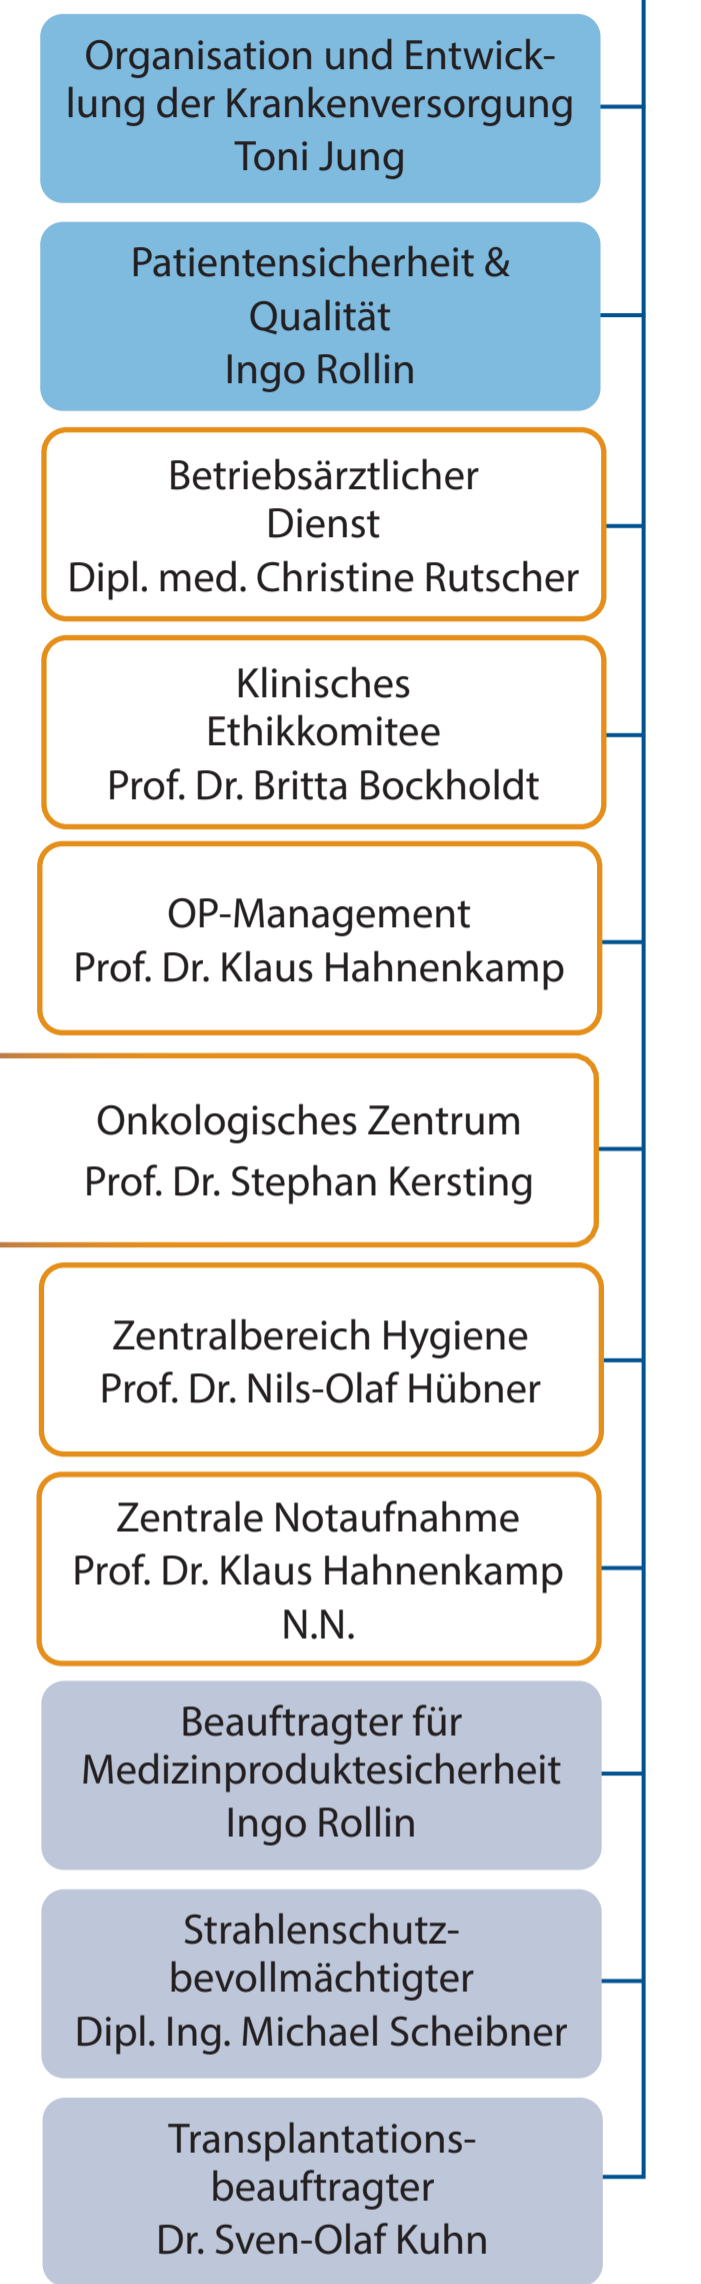 Organisation und Entwick-
lung der Krankenversorgung
Toni Jung
Patientensicherheit &
Qualität
Ingo Rollin
Betriebsärztlicher
Dienst
Dipl. med. Christine Rutscher
Klinisches
Ethikkomitee
Prof. Dr. Britta Bockholdt
OP-Management
Prof. Dr. Klaus Hahnenkamp
Onkologisches Zentrum
Prof. Dr. Stephan Kersting
Zentralbereich Hygiene
Prof. Dr. Nils-Olaf Hübner
Zentrale Notaufnahme
Prof. Dr. Klaus Hahnenkamp
N.N.
Beauftragter für
Medizinproduktesicherheit
Ingo Rollin
Strahlenschutz-
bevollmächtigter
Dipl. Ing. Michael Scheibner
Transplantations-
beauftragter
Dr. Sven-Olaf Kuhn